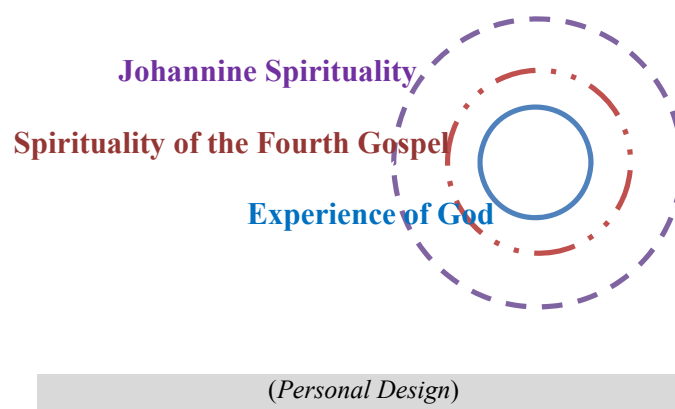 Johannine Spirituality
Spirituality of the Fourth Gospel
Experience of God
(Personal Design)